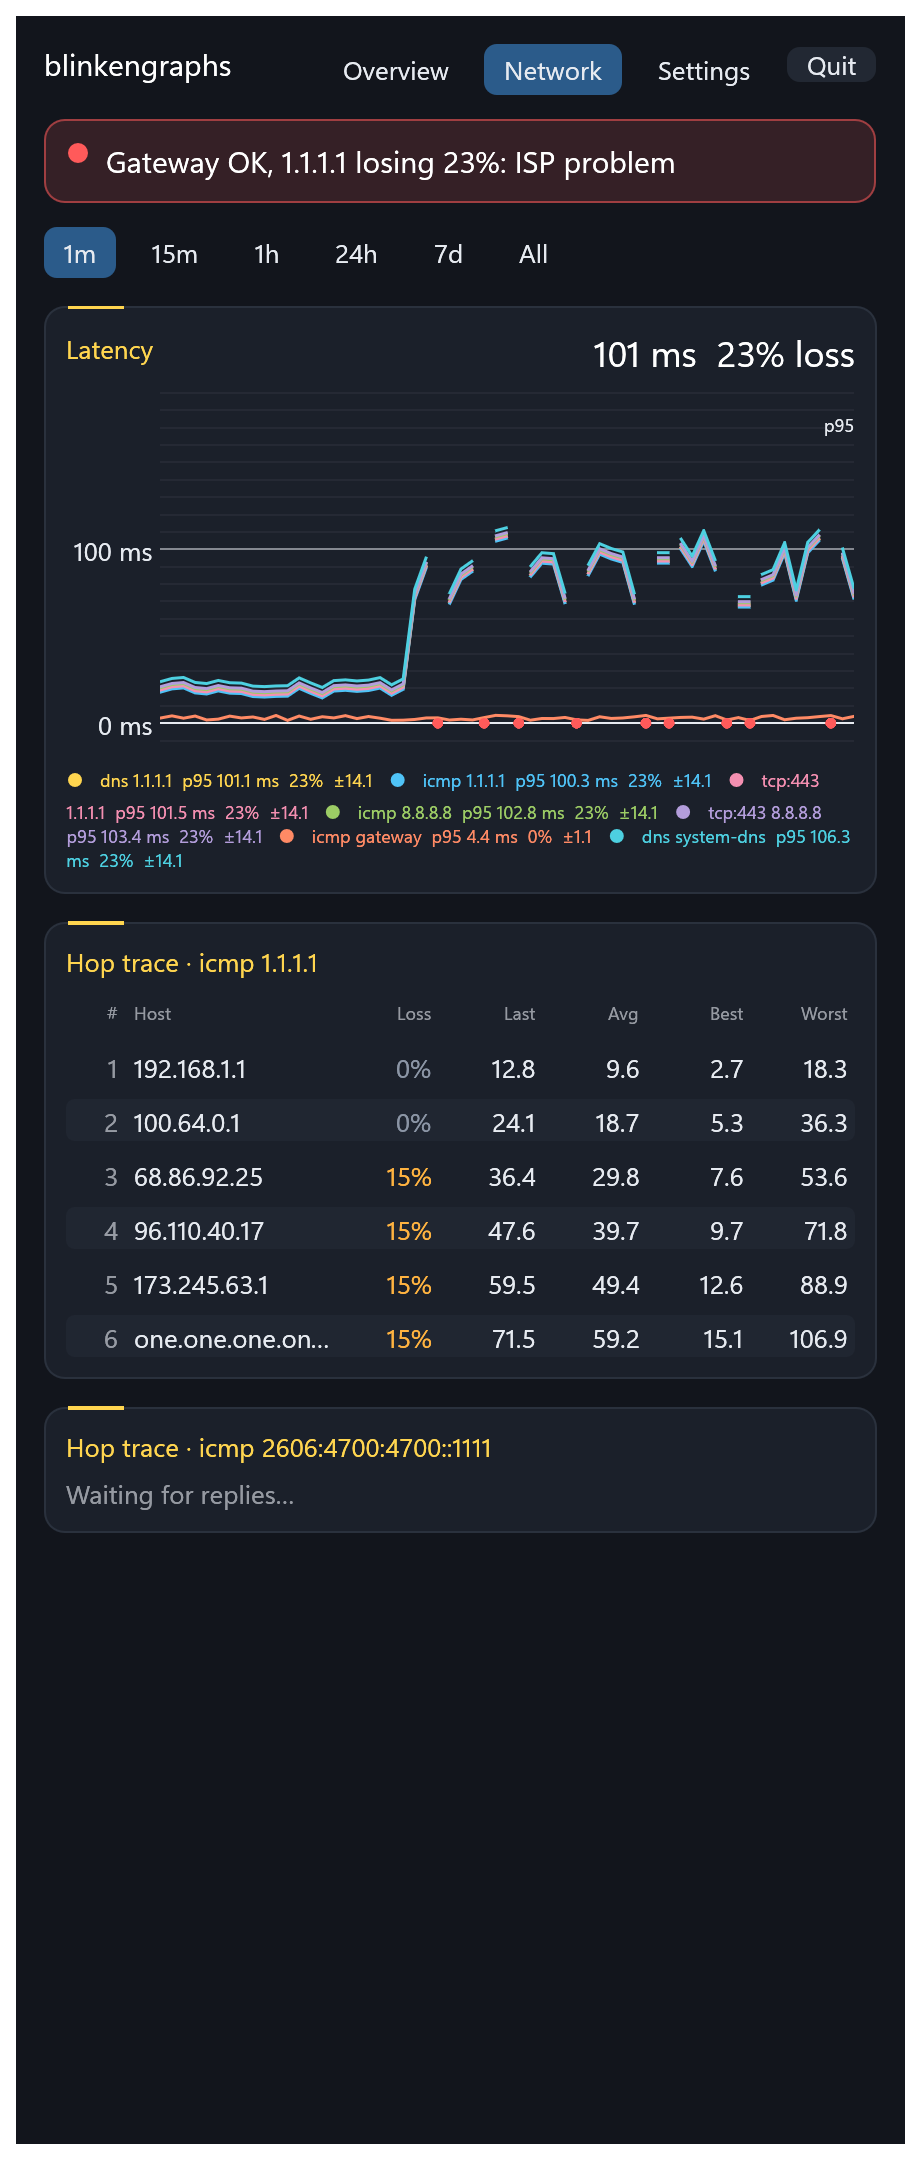 blinkengraphs Overview Network Settings Quit
Gateway OK, 1.1.1.1 losing 23%: ISP problem
1m 15m 1h 24h 7d All
Latency 101 ms 23% loss
p95
100 ms
0 ms
dns 1.1.1.1 p95 101.1 ms 23% ±14.1 icmp 1.1.1.1 p95 100.3 ms 23% ±14.1 tcp:443
1.1.1.1 p95 101.5 ms 23% ±14.1 icmp 8.8.8.8 p95 102.8 ms 23% ±14.1 tcp:443 8.8.8.8
p95 103.4 ms 23% ±14.1 icmp gateway p95 4.4 ms 0% ±1.1 dns system-dns p95 106.3
ms 23% ±14.1
Hop trace · icmp 1.1.1.1
# Host Loss Last Avg Best Worst
1 192.168.1.1 0% 12.8 9.6 2.7 18.3
2 100.64.0.1 0% 24.1 18.7 5.3 36.3
3 68.86.92.25 15% 36.4 29.8 7.6 53.6
4 96.110.40.17 15% 47.6 39.7 9.7 71.8
5 173.245.63.1 15% 59.5 49.4 12.6 88.9
6 one.one.one.on... 15% 71.5 59.2 15.1 106.9
Hop trace · icmp 2606:4700:4700::1111
Waiting for replies...